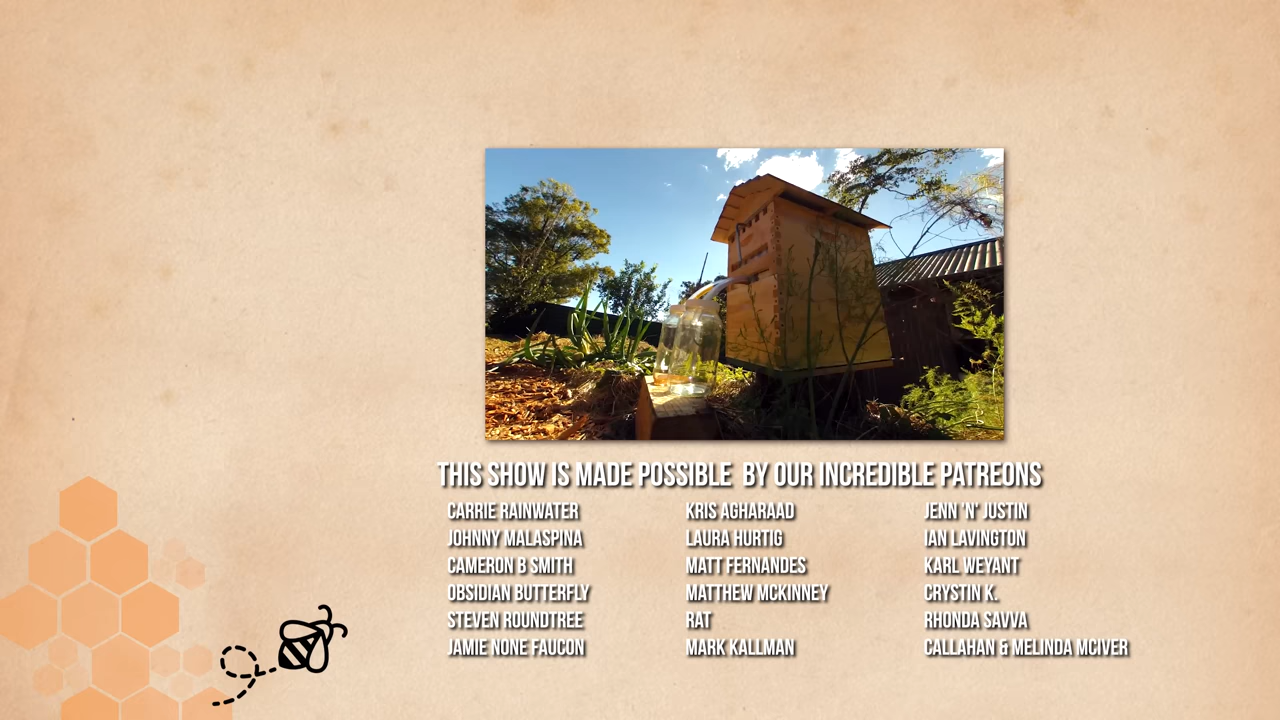 THIS SHOW IS MADE POSSIBLE BY OUR INCREDIBLE PATREONS
CARRIE RAINWATER
JOHNNY MALASPINA
CAMERON B SMITH
OBSIDIAN BUTTERFLY
STEVEN ROUNDTREE
JAMIE NONE FAUCON
KRIS AGHARAAD
LAURA HURTIG
MATT FERNANDES
MATTHEW MCKINNEY
RAT
MARK KALLMAN
JENN 'N' JUSTIN
IAN LAVINGTON
KARL WEYANT
CRYSTIN K.
RHONDA SAVVA
CALLAHAN & MELINDA MCIVER